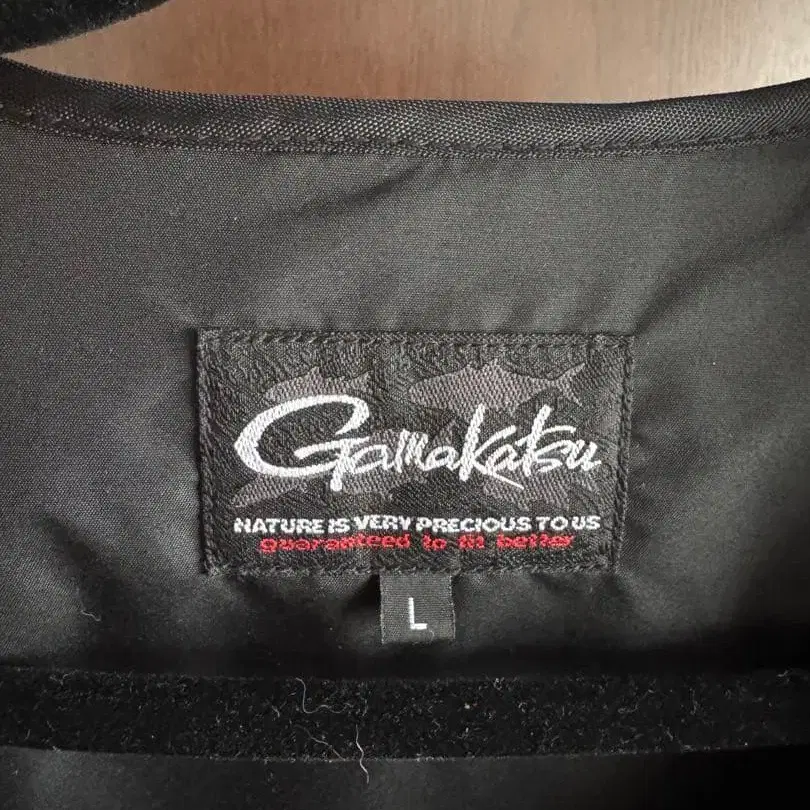 Gamakatsu
NATURE IS VERY PRECIOUS TO US
guaranteed to fit better
L